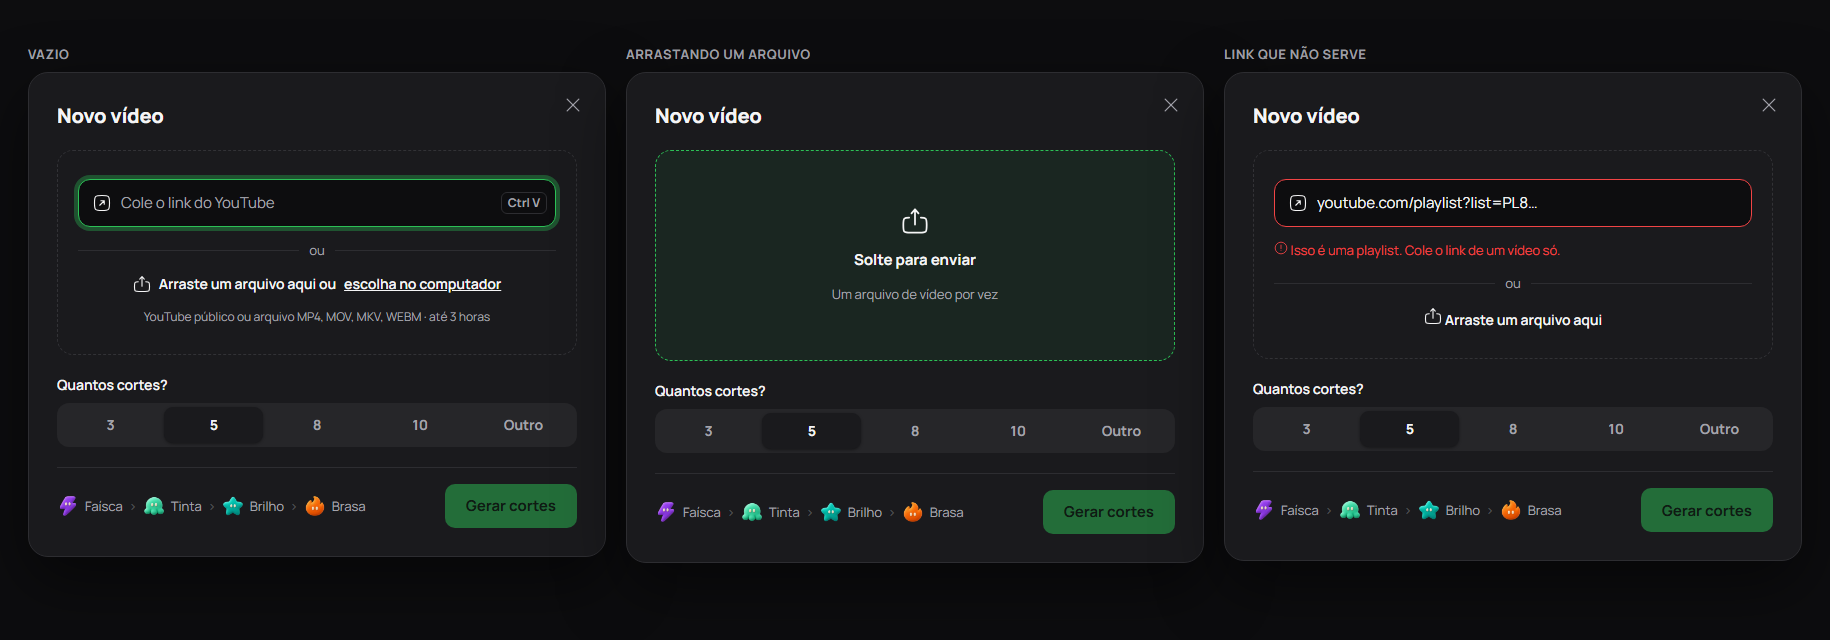 VAZIO
Novo vídeo
Cole o link do YouTube
Ctrl V
ou
Arraste um arquivo aqui ou escolha no computador
YouTube público ou arquivo MP4, MOV, MKV, WEBM · até 3 horas
Quantos cortes?
3 5 8 10 Outro
Faísca › Tinta › Brilho › Brasa
Gerar cortes
ARRASTANDO UM ARQUIVO
Novo vídeo
Solte para enviar
Um arquivo de vídeo por vez
Quantos cortes?
3 5 8 10 Outro
Faísca › Tinta › Brilho › Brasa
Gerar cortes
LINK QUE NÃO SERVE
Novo vídeo
youtube.com/playlist?list=PL8...
Isso é uma playlist. Cole o link de um vídeo só.
ou
Arraste um arquivo aqui
Quantos cortes?
3 5 8 10 Outro
Faísca › Tinta › Brilho › Brasa
Gerar cortes